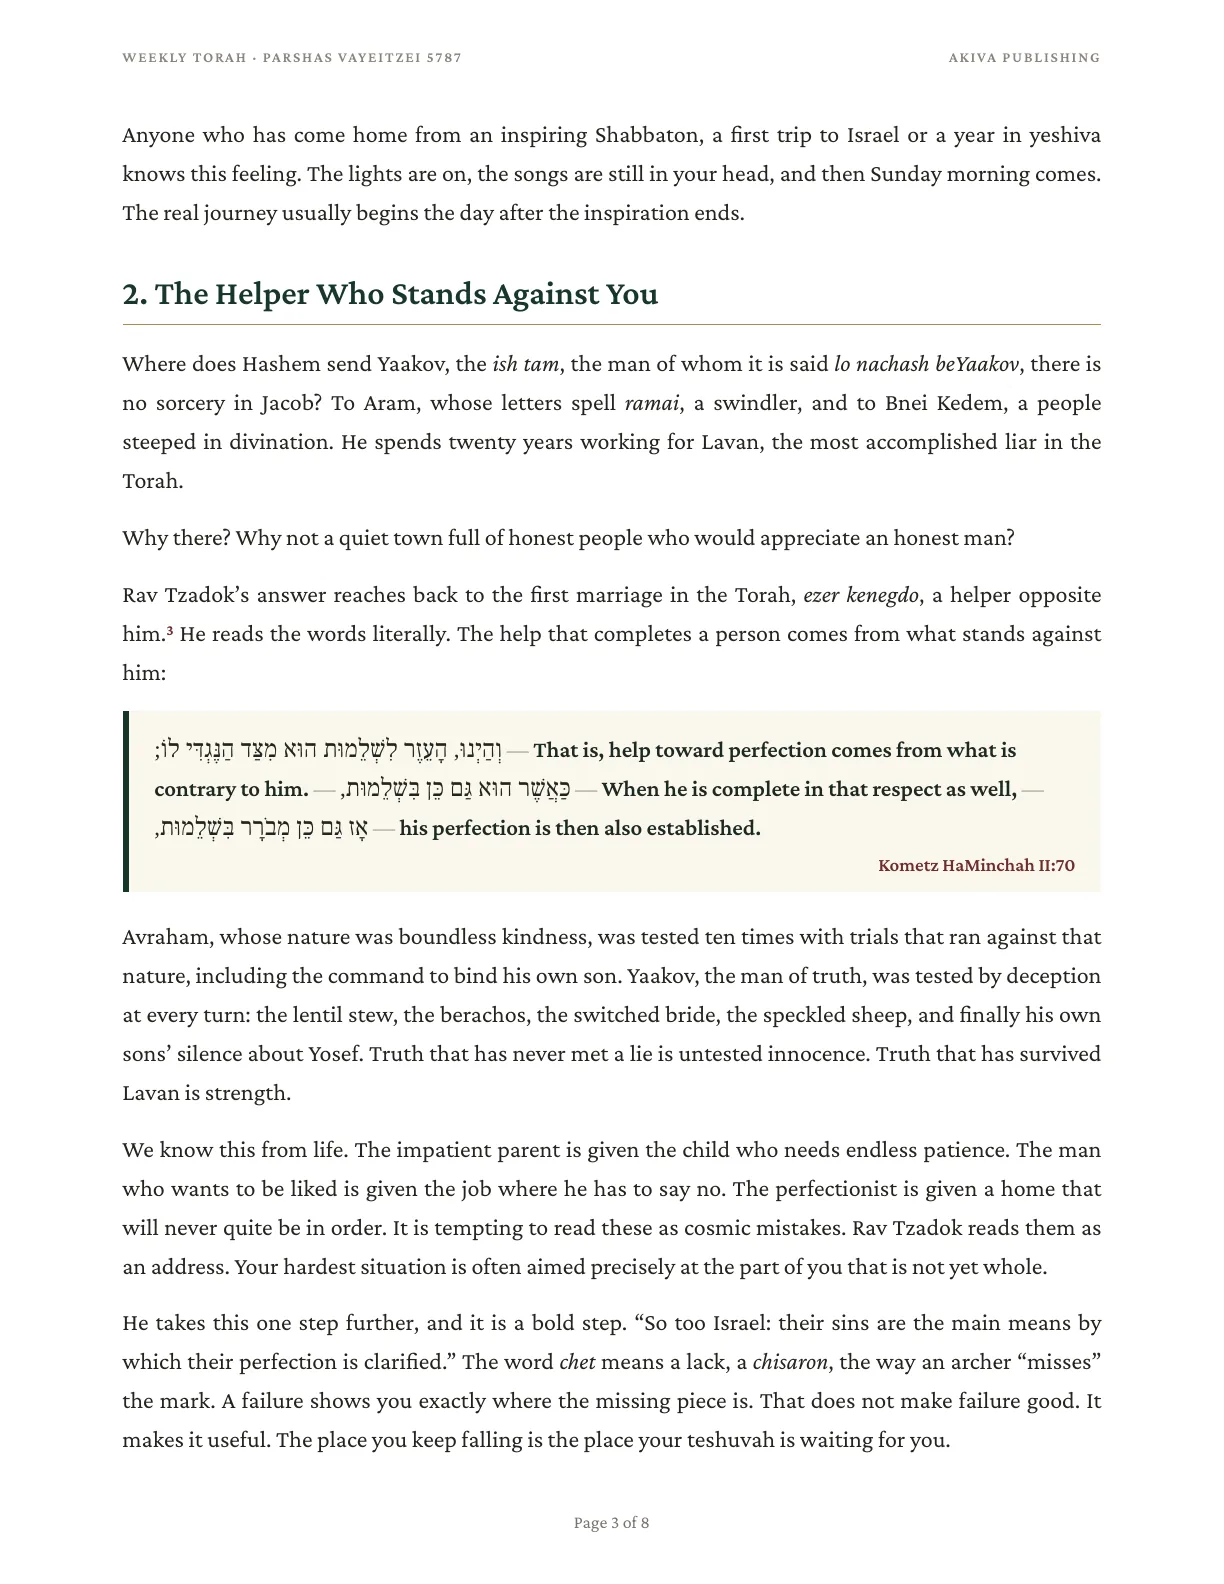 WEEKLY TORAH · PARSHAS VAYEITZEI 5787
AKIVA PUBLISHING
Anyone who has come home from an inspiring Shabbaton, a first trip to Israel or a year in yeshiva
knows this feeling. The lights are on, the songs are still in your head, and then Sunday morning comes.
The real journey usually begins the day after the inspiration ends.
2. The Helper Who Stands Against You
Where does Hashem send Yaakov, the ish tam, the man of whom it is said lo nachash beYaakov, there is
no sorcery in Jacob? To Aram, whose letters spell ramai, a swindler, and to Bnei Kedem, a people
steeped in divination. He spends twenty years working for Lavan, the most accomplished liar in the
Torah.
Why there? Why not a quiet town full of honest people who would appreciate an honest man?
Rav Tzadok’s answer reaches back to the first marriage in the Torah, ezer kenegdo, a helper opposite
him.³ He reads the words literally. The help that completes a person comes from what stands against
him:
וְהַיְנוּ, הָעֵזֶר לִשְׁלֵמוּת הוּא מִצַּד הַנֶּגְדִּי לוֹ; — That is, help toward perfection comes from what is
contrary to him. — כַּאֲשֶׁר הוּא גַּם כֵּן בִּשְׁלֵמוּת, — When he is complete in that respect as well, —
אָז גַּם כֵּן מְבֹרָר בִּשְׁלֵמוּת, — his perfection is then also established.
Kometz HaMinchah II:70
Avraham, whose nature was boundless kindness, was tested ten times with trials that ran against that
nature, including the command to bind his own son. Yaakov, the man of truth, was tested by deception
at every turn: the lentil stew, the berachos, the switched bride, the speckled sheep, and finally his own
sons’ silence about Yosef. Truth that has never met a lie is untested innocence. Truth that has survived
Lavan is strength.
We know this from life. The impatient parent is given the child who needs endless patience. The man
who wants to be liked is given the job where he has to say no. The perfectionist is given a home that
will never quite be in order. It is tempting to read these as cosmic mistakes. Rav Tzadok reads them as
an address. Your hardest situation is often aimed precisely at the part of you that is not yet whole.
He takes this one step further, and it is a bold step. “So too Israel: their sins are the main means by
which their perfection is clarified.” The word chet means a lack, a chisaron, the way an archer “misses”
the mark. A failure shows you exactly where the missing piece is. That does not make failure good. It
makes it useful. The place you keep falling is the place your teshuvah is waiting for you.
Page 3 of 8